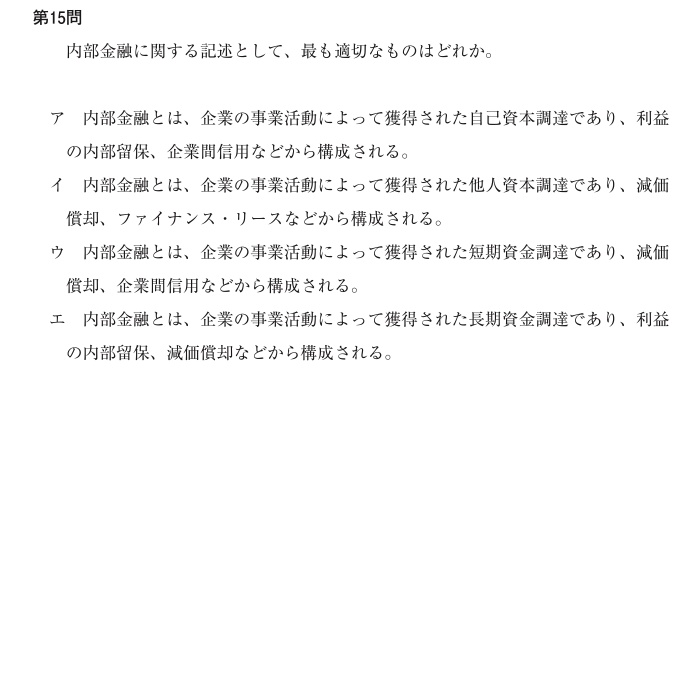 第15問
内部金融に関する記述として、最も適切なものはどれか。
ア　内部金融とは、企業の事業活動によって獲得された自己資本調達であり、利益
の内部留保、企業間信用などから構成される。
イ　内部金融とは、企業の事業活動によって獲得された他人資本調達であり、減価
償却、ファイナンス・リースなどから構成される。
ウ　内部金融とは、企業の事業活動によって獲得された短期資金調達であり、減価
償却、企業間信用などから構成される。
エ　内部金融とは、企業の事業活動によって獲得された長期資金調達であり、利益
の内部留保、減価償却などから構成される。